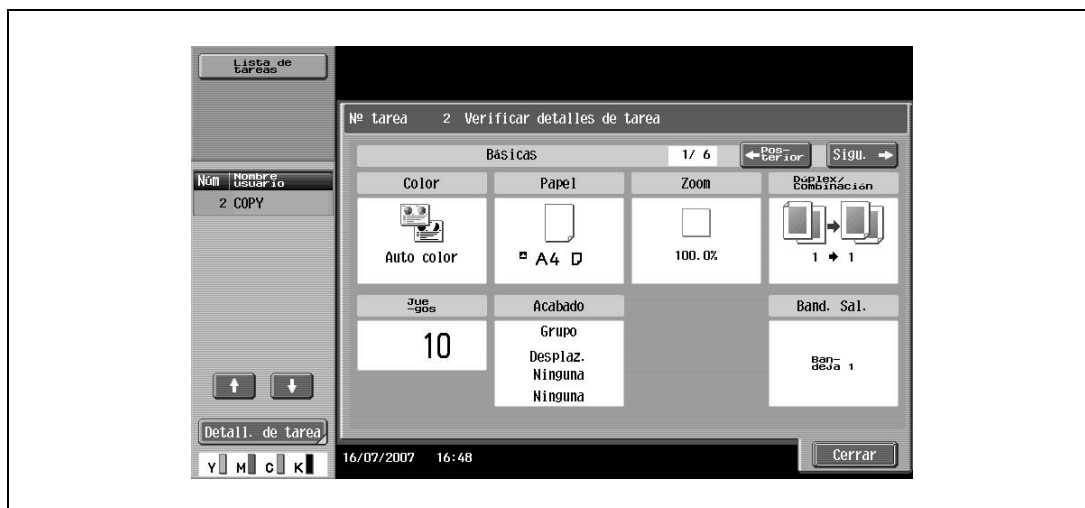 Lista de
tareas
Nº tarea 2 Verificar detalles de tarea
Básicas 1/ 6 Pos-
terior Sigu.
Núm Nombre
usuario
2 COPY
Color Papel Zoom Dúplex/
Combinación
Auto color A4 100.0% 1 → 1
Jue
-gos Acabado Band. Sal.
10 Grupo
Desplaz.
Ninguna
Ninguna
Ban-
deja 1
Detall. de tarea
Y M C K
16/07/2007 16:48
Cerrar